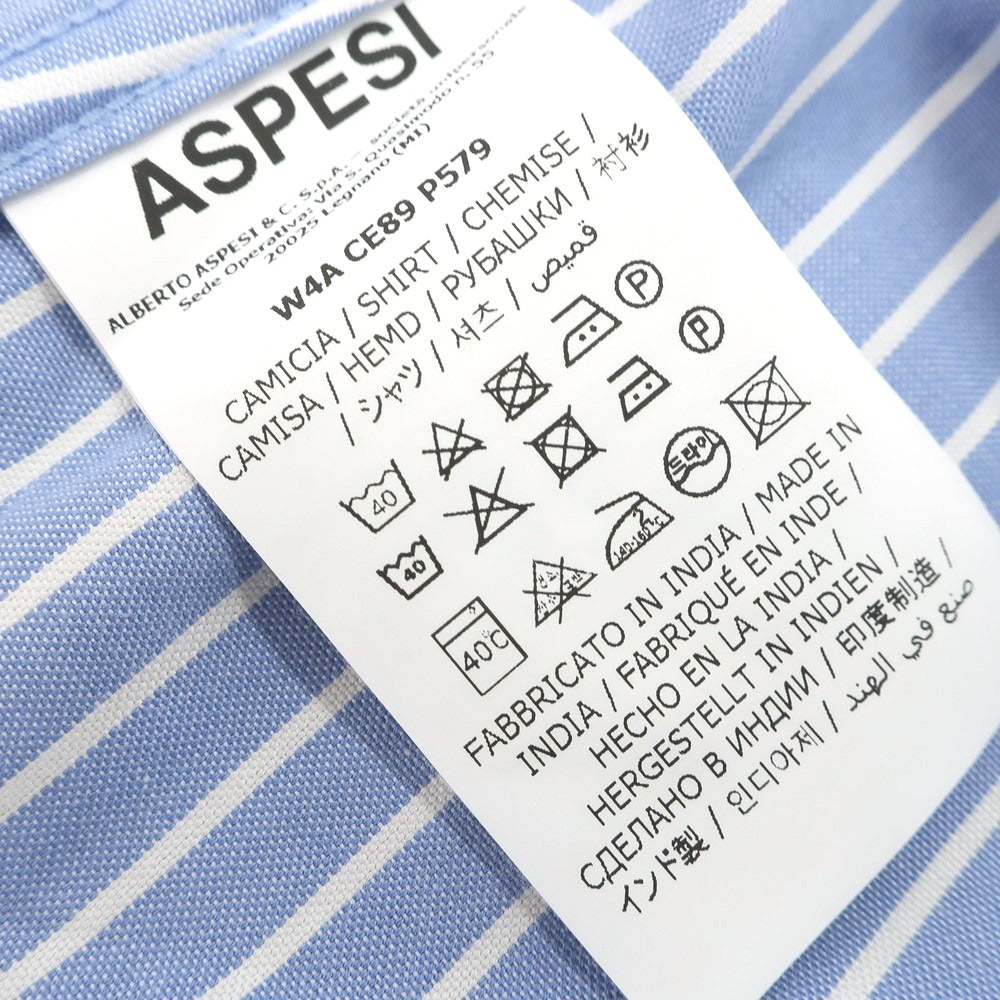 ASPESI
ALBERTO ASPESI & C. S.p.A. – società unipersonale
Sede Operativa: Via S. Quasimodo n. 55
20025 Legnano (MI)
W4A CE89 P579
CAMICIA / SHIRT / CHEMISE /
CAMISA / HEMD / РУБАШКИ / 衬衫
/ シャツ / 셔츠 / قميص
40 P
40 P
40℃ 140-160℃ 드라이
FABBRICATO IN INDIA / MADE IN
INDIA / FABRIQUÉ EN INDE /
HECHO EN LA INDIA /
HERGESTELLT IN INDIEN /
СДЕЛАНО В ИНДИИ / 印度制造 /
インド製 / 인디아제 / صنع في الهند